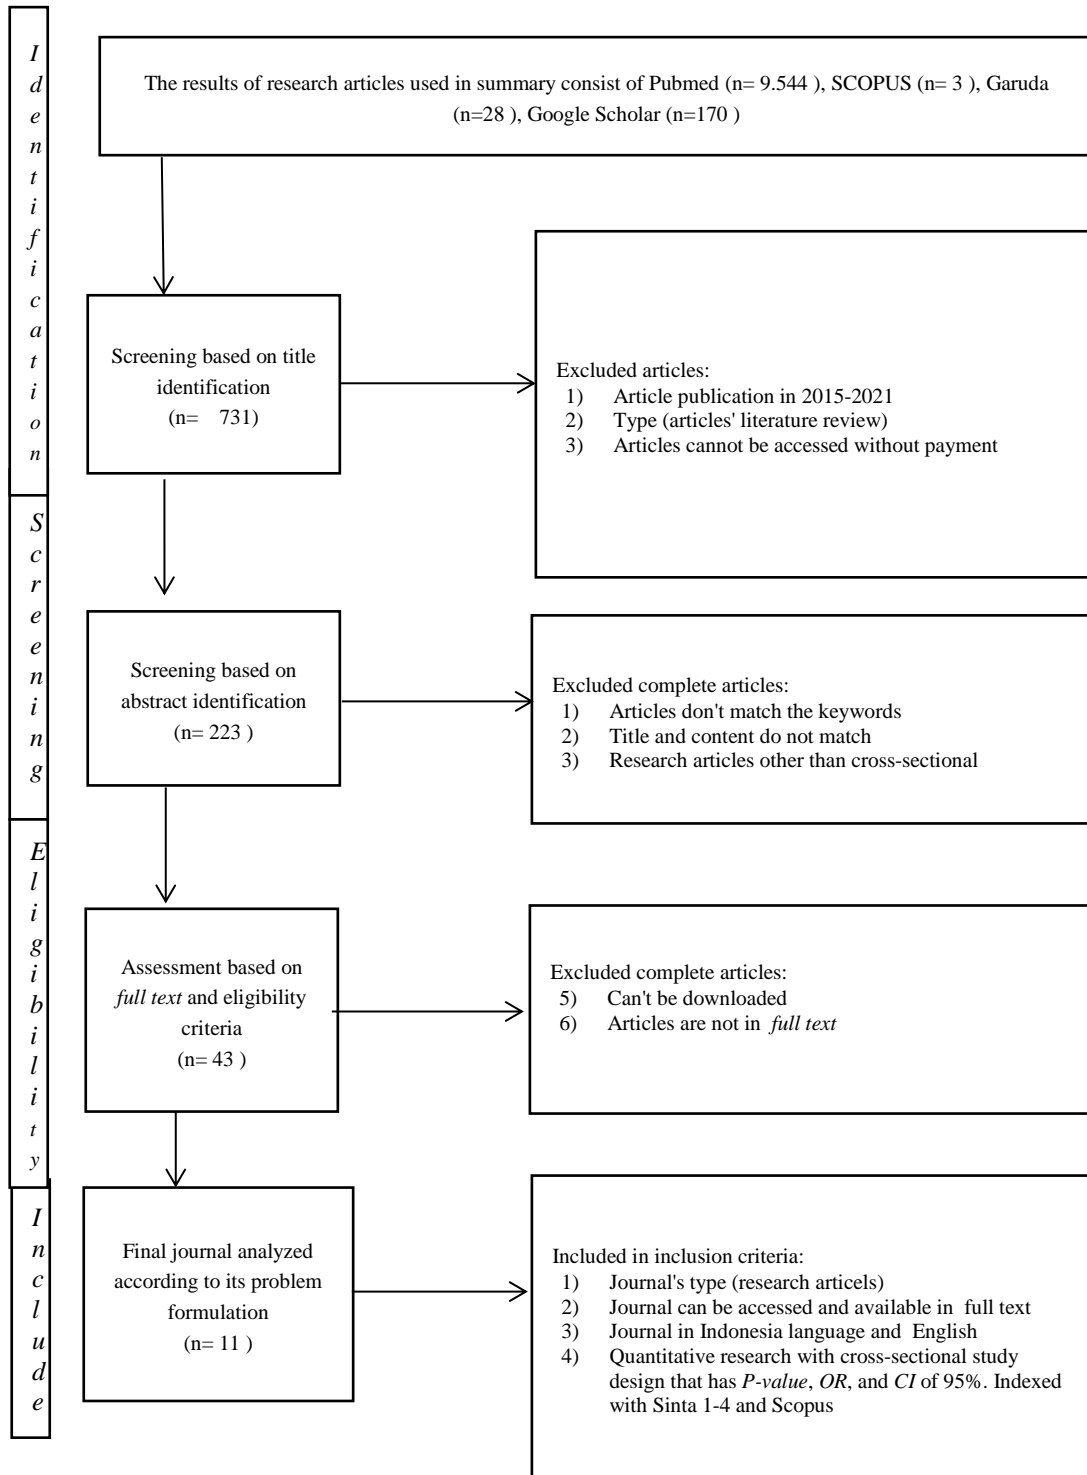 Identification
The results of research articles used in summary consist of Pubmed (n= 9.544 ), SCOPUS (n= 3 ), Garuda
(n=28 ), Google Scholar (n=170 )
Screening based on title
identification
(n= 731)
Excluded articles:
1) Article publication in 2015-2021
2) Type (articles' literature review)
3) Articles cannot be accessed without payment
Screening
Screening based on
abstract identification
(n= 223 )
Excluded complete articles:
1) Articles don't match the keywords
2) Title and content do not match
3) Research articles other than cross-sectional
Eligibility
Assessment based on
full text and eligibility
criteria
(n= 43 )
Excluded complete articles:
5) Can't be downloaded
6) Articles are not in full text
Include
Final journal analyzed
according to its problem
formulation
(n= 11 )
Included in inclusion criteria:
1) Journal's type (research articels)
2) Journal can be accessed and available in full text
3) Journal in Indonesia language and English
4) Quantitative research with cross-sectional study
design that has P-value, OR, and CI of 95%. Indexed
with Sinta 1-4 and Scopus